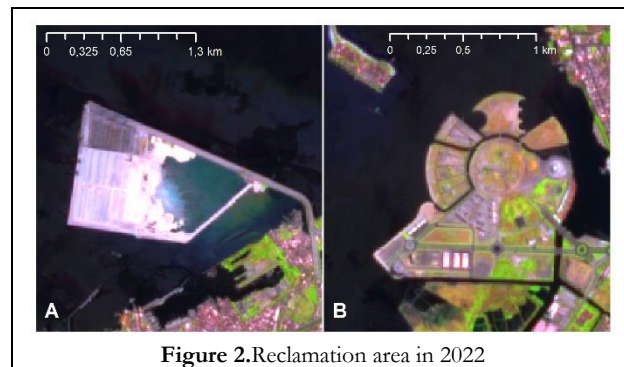 0 0,325 0,65 1,3 km
0 0,25 0,5 1 km
A
B
Figure 2.Reclamation area in 2022